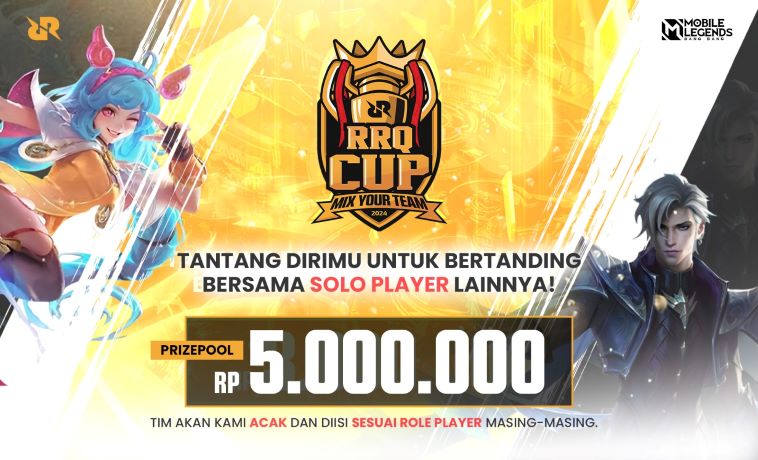 MOBILE
LEGENDS
BANG BANG
RRQ
CUP
MIX YOUR TEAM
2024
TANTANG DIRIMU UNTUK BERTANDING
BERSAMA SOLO PLAYER LAINNYA!
PRIZEPOOL
RP 5.000.000
TIM AKAN KAMI ACAK DAN DIISI SESUAI ROLE PLAYER MASING-MASING.